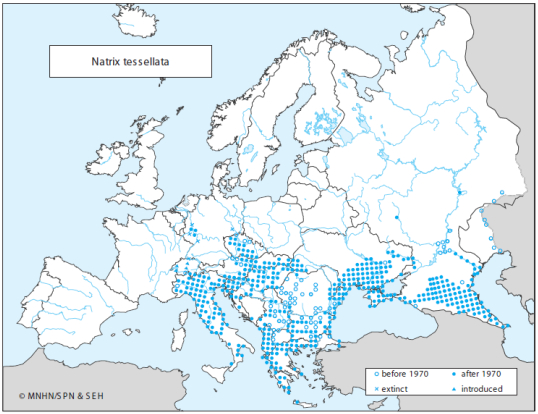 Natrix tessellata
before 1970
after 1970
extinct
introduced
© MNHN/SPN & SEH